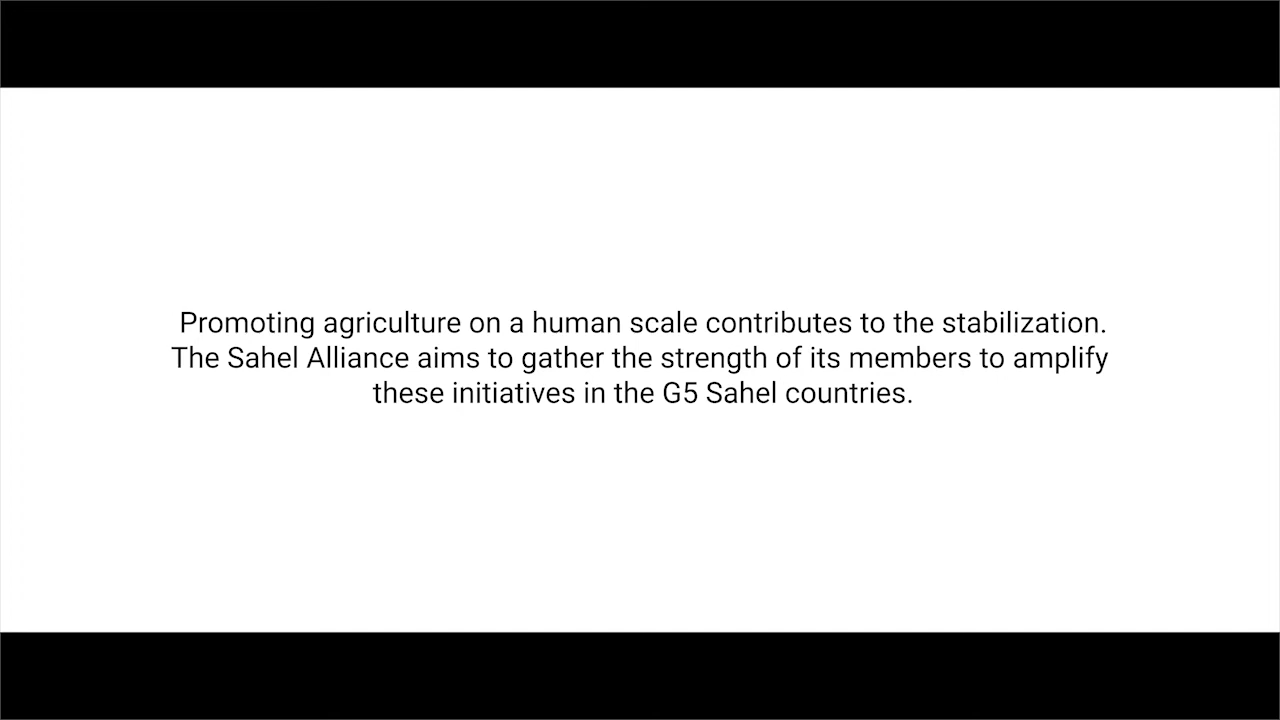 Promoting agriculture on a human scale contributes to the stabilization.
The Sahel Alliance aims to gather the strength of its members to amplify
these initiatives in the G5 Sahel countries.